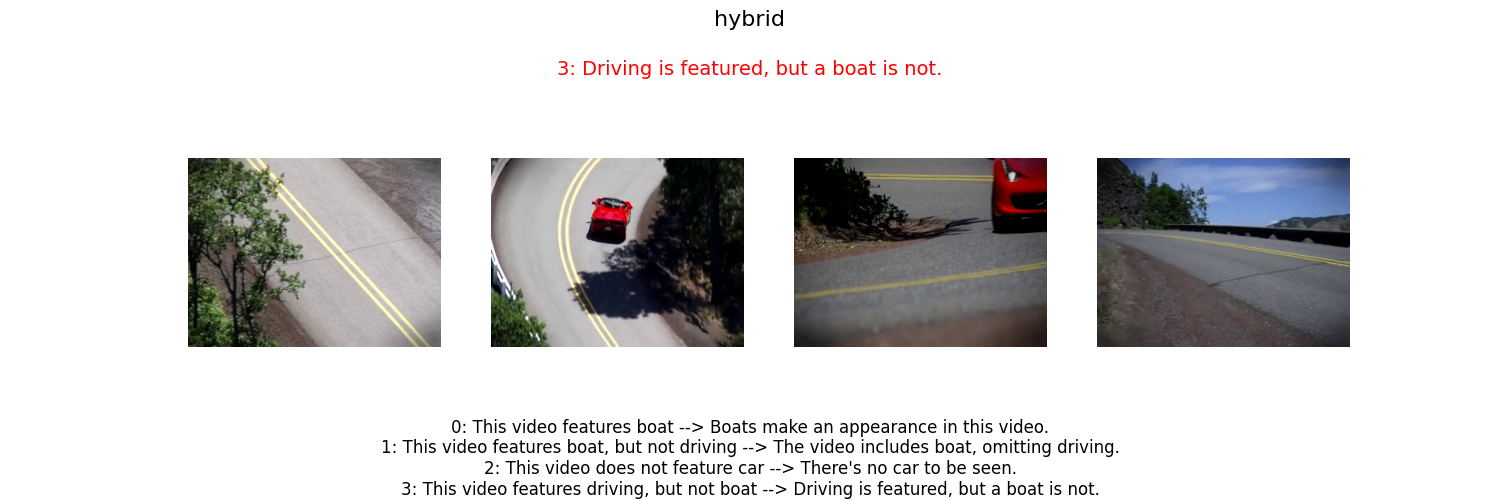 hybrid
3: Driving is featured, but a boat is not.
0: This video features boat --> Boats make an appearance in this video.
1: This video features boat, but not driving --> The video includes boat, omitting driving.
2: This video does not feature car --> There's no car to be seen.
3: This video features driving, but not boat --> Driving is featured, but a boat is not.